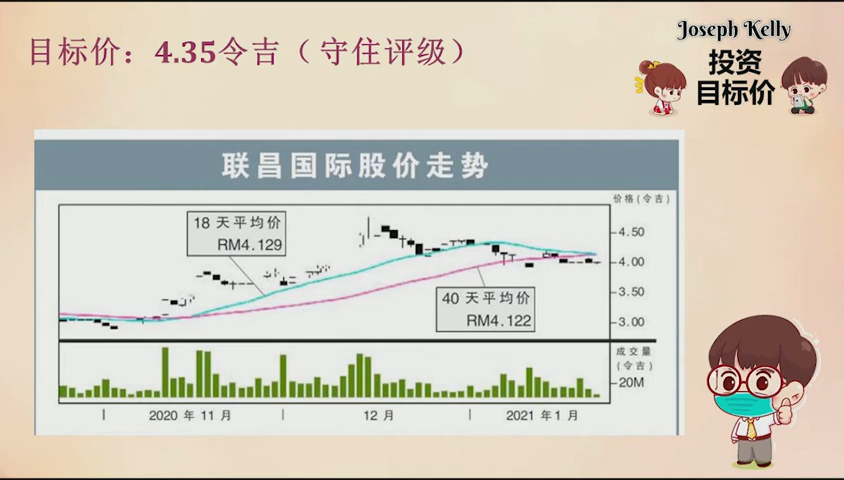 目标价：4.35令吉（守住评级）
Joseph Kelly
投资
目标价
联昌国际股价走势
价格(令吉)
18 天平均价
RM4.129
4.50
4.00
3.50
3.00
40 天平均价
RM4.122
成交量
(令吉)
20M
2020 年 11 月
12 月
2021 年 1 月